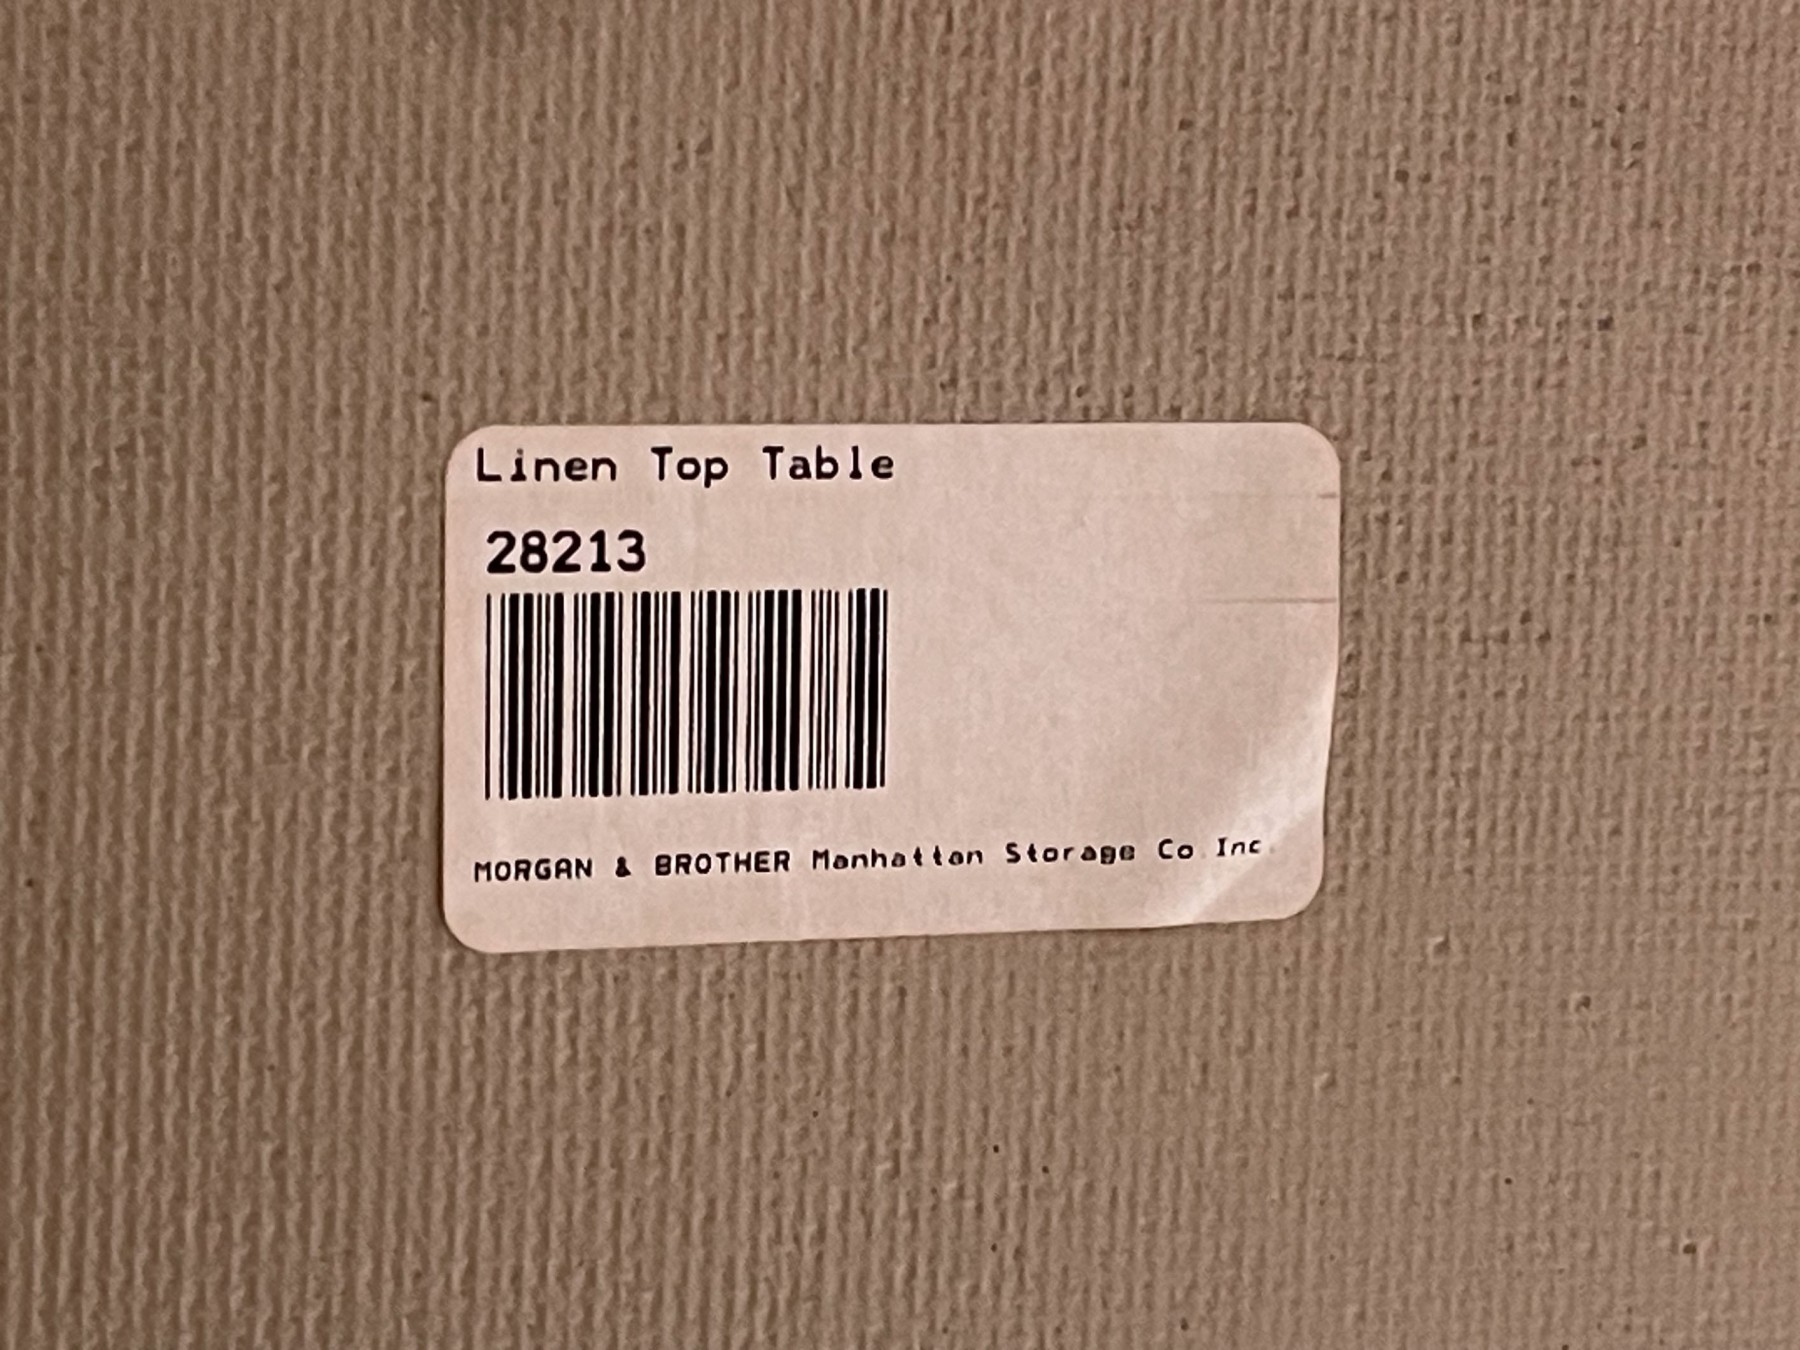 Linen Top Table
28213
MORGAN & BROTHER Manhattan Storage Co Inc.